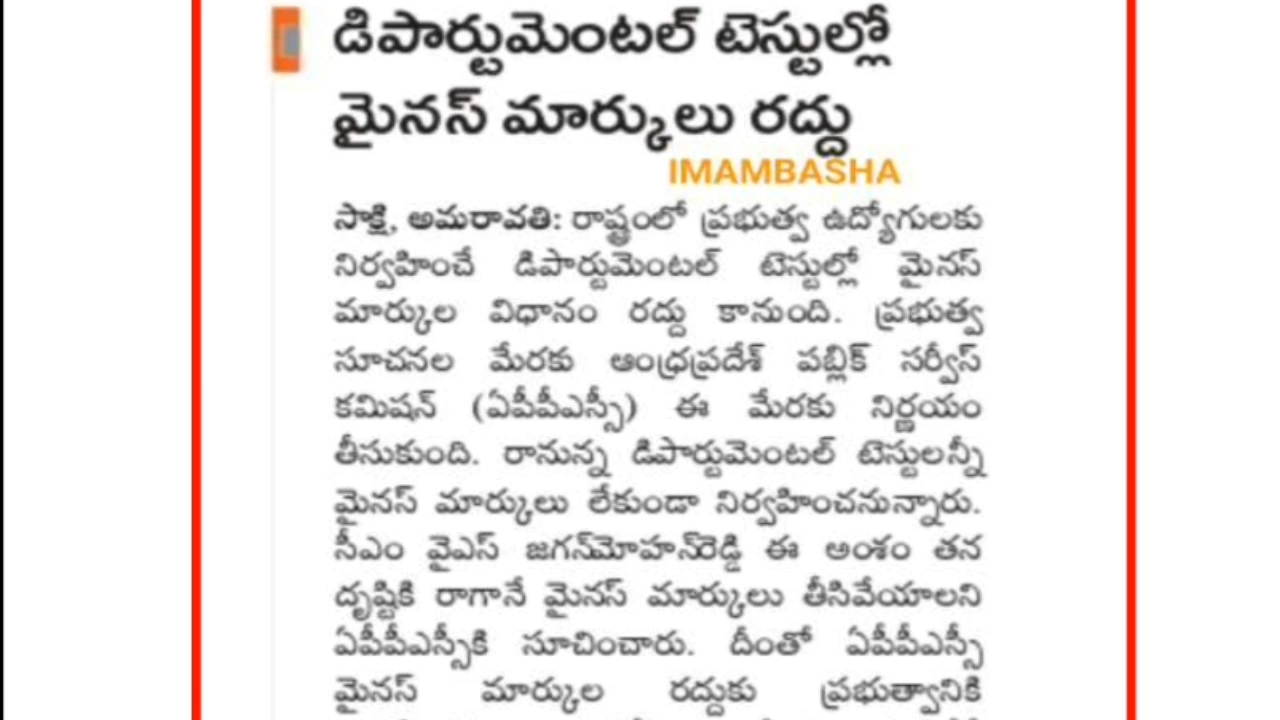 డిపార్టుమెంటల్ టెస్టుల్లో
మైనస్ మార్కులు రద్దు
IMAMBASHA
సాక్షి, అమరావతి: రాష్ట్రంలో ప్రభుత్వ ఉద్యోగులకు
నిర్వహించే డిపార్టుమెంటల్ టెస్టుల్లో మైనస్
మార్కుల విధానం రద్దు కానుంది. ప్రభుత్వ
సూచనల మేరకు ఆంధ్రప్రదేశ్ పబ్లిక్ సర్వీస్
కమిషన్ (ఏపీపీఎస్సీ) ఈ మేరకు నిర్ణయం
తీసుకుంది. రానున్న డిపార్టుమెంటల్ టెస్టులన్నీ
మైనస్ మార్కులు లేకుండా నిర్వహించనున్నారు.
సీఎం వైఎస్ జగన్‌మోహన్‌రెడ్డి ఈ అంశం తన
దృష్టికి రాగానే మైనస్ మార్కులు తీసివేయాలని
ఏపీపీఎస్సీకి సూచించారు. దీంతో ఏపీపీఎస్సీ
మైనస్ మార్కుల రద్దుకు ప్రభుత్వానికి